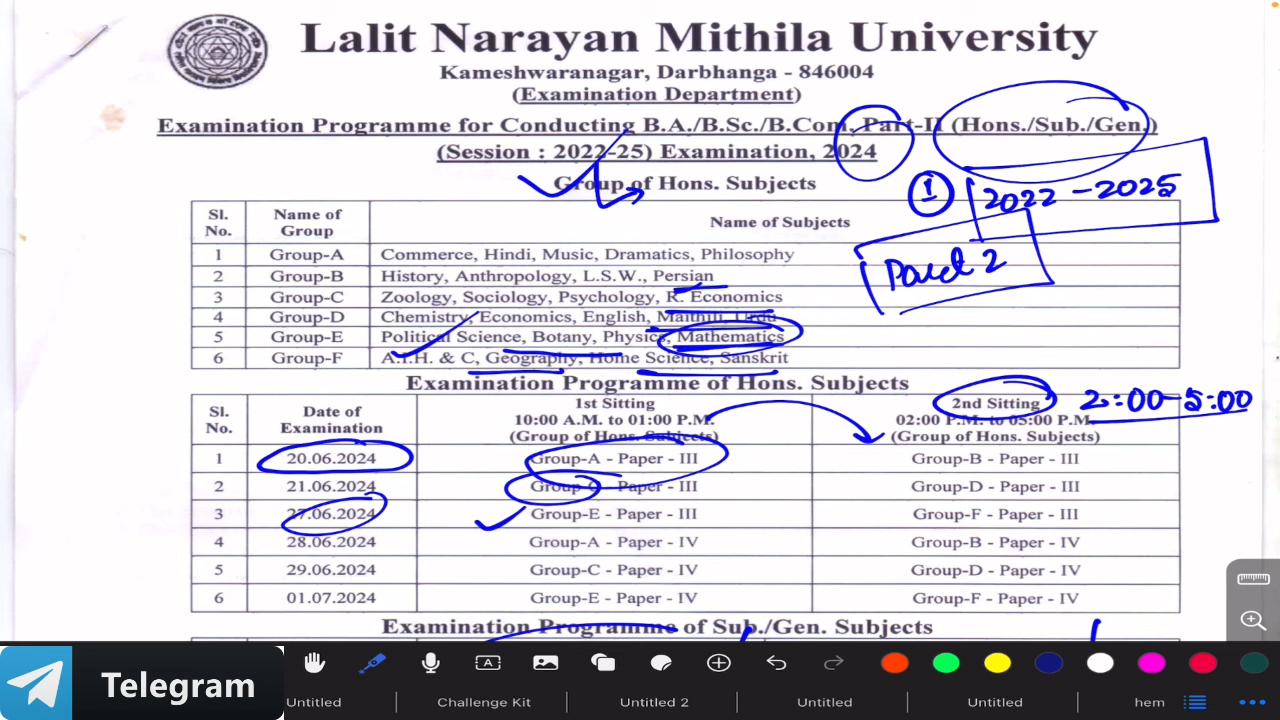 Lalit Narayan Mithila University
Kameshwaranagar, Darbhanga - 846004
(Examination Department)
Examination Programme for Conducting B.A./B.Sc./B.Com, Part-II (Hons./Sub./Gen.)
(Session : 2022-25) Examination, 2024
Group of Hons. Subjects
① 2022 - 2025
Part 2
Sl. No. Name of Group Name of Subjects
1 Group-A Commerce, Hindi, Music, Dramatics, Philosophy
2 Group-B History, Anthropology, L.S.W., Persian
3 Group-C Zoology, Sociology, Psychology, R. Economics
4 Group-D Chemistry, Economics, English, Maithili, Urdu
5 Group-E Political Science, Botany, Physics, Mathematics
6 Group-F A.I.H. & C, Geography, Home Science, Sanskrit
Examination Programme of Hons. Subjects
Sl. No. Date of Examination 1st Sitting 10:00 A.M. to 01:00 P.M. (Group of Hons. Subjects) 2nd Sitting 02:00 P.M. to 05:00 P.M. (Group of Hons. Subjects)
2:00-5:00
1 20.06.2024 Group-A - Paper - III Group-B - Paper - III
2 21.06.2024 Group-C - Paper - III Group-D - Paper - III
3 27.06.2024 Group-E - Paper - III Group-F - Paper - III
4 28.06.2024 Group-A - Paper - IV Group-B - Paper - IV
5 29.06.2024 Group-C - Paper - IV Group-D - Paper - IV
6 01.07.2024 Group-E - Paper - IV Group-F - Paper - IV
Examination Programme of Sub./Gen. Subjects
Telegram
Untitled Challenge Kit Untitled 2 Untitled Untitled hem